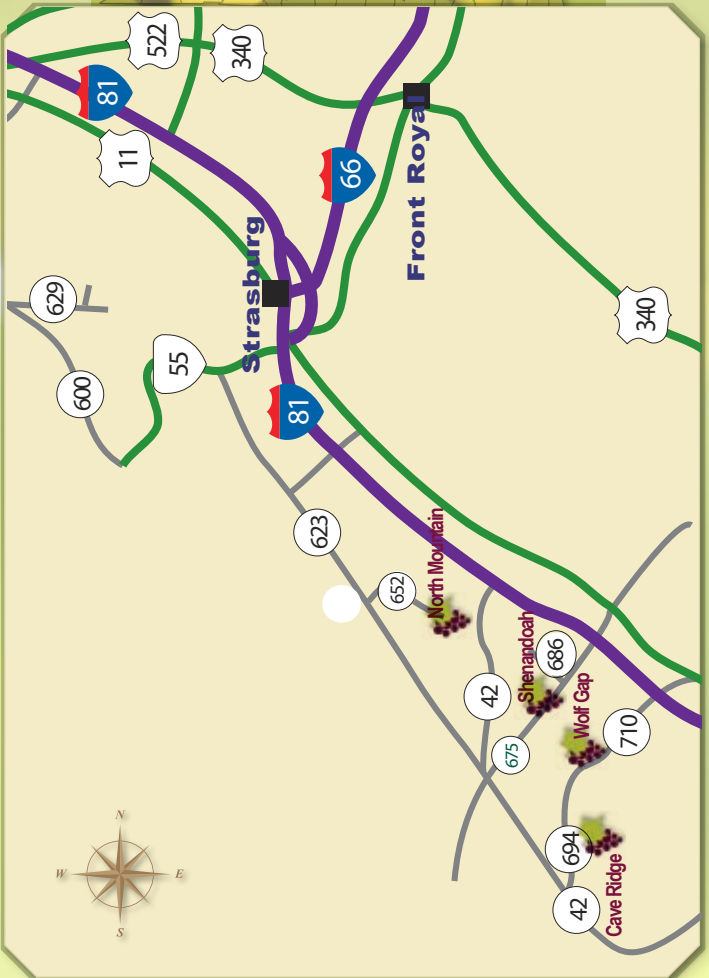 522
340
81
11
66
Front Royal
Strasburg
629
55
600
340
81
623
652
North Mountain
Shenandoah
686
42
Wolf Gap
675
710
694
Cave Ridge
42
N
W
E
S